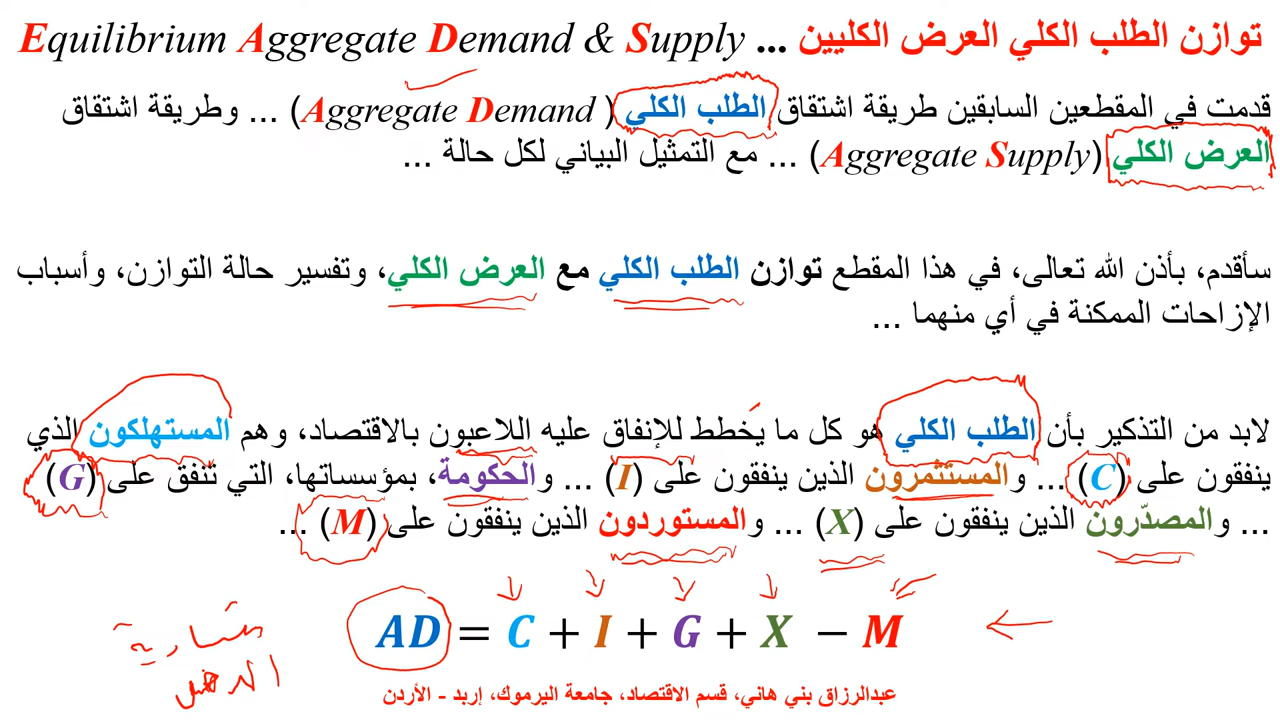 توازن الطلب الكلي العرض الكليين ... Equilibrium Aggregate Demand & Supply
قدمت في المقطعين السابقين طريقة اشتقاق الطلب الكلي (Aggregate Demand) ... وطريقة اشتقاق
العرض الكلي (Aggregate Supply) ... مع التمثيل البياني لكل حالة ...
سأقدم، بأذن الله تعالى، في هذا المقطع توازن الطلب الكلي مع العرض الكلي، وتفسير حالة التوازن، وأسباب
الإزاحات الممكنة في أي منهما ...
لابد من التذكير بأن الطلب الكلي هو كل ما يخطط للإنفاق عليه اللاعبون بالاقتصاد، وهم المستهلكون الذي
ينفقون على (C) ... و المستثمرون الذين ينفقون على (I) ... والحكومة، بمؤسساتها، التي تنفق على (G)
... و المصدّرون الذين ينفقون على (X) ... و المستوردون الذين ينفقون على (M) ...
AD = C + I + G + X − M
عبدالرزاق بني هاني، قسم الاقتصاد، جامعة اليرموك، إربد - الأردن